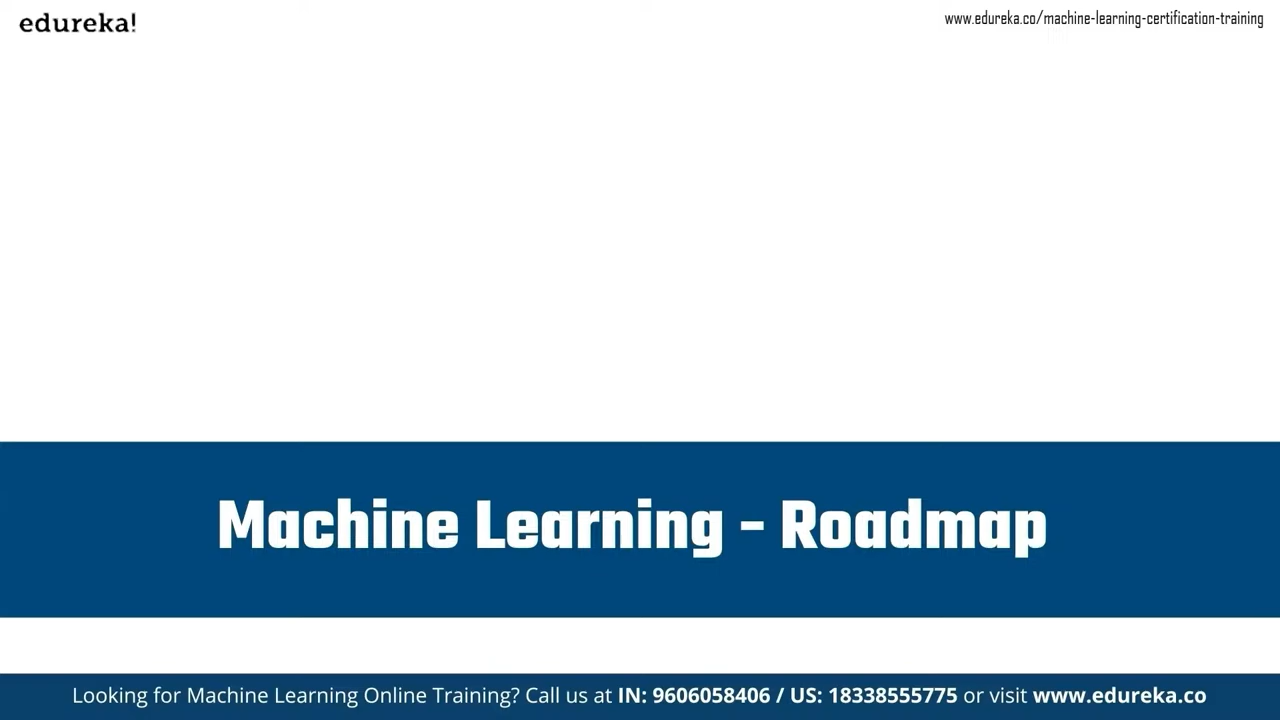 edureka!
www.edureka.co/machine-learning-certification-training
Machine Learning - Roadmap
Looking for Machine Learning Online Training? Call us at IN: 9606058406 / US: 18338555775 or visit www.edureka.co